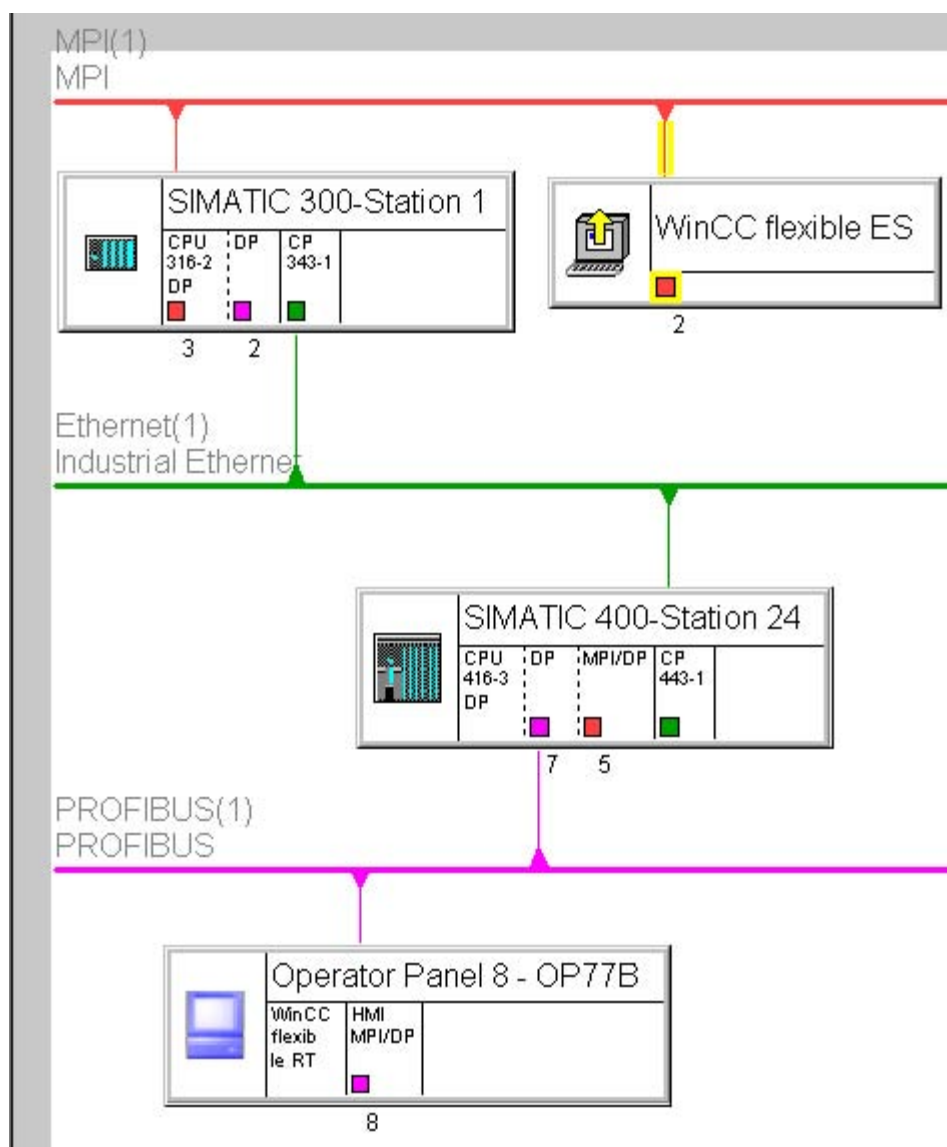 MPI(1)
MPI
SIMATIC 300-Station 1
CPU 316-2 DP
DP
CP 343-1
3
2
WinCC flexible ES
2
Ethernet(1)
Industrial Ethernet
SIMATIC 400-Station 24
CPU 416-3 DP
DP
MPI/DP
CP 443-1
7
5
PROFIBUS(1)
PROFIBUS
Operator Panel 8 - OP77B
WinCC flexib le RT
HMI MPI/DP
8